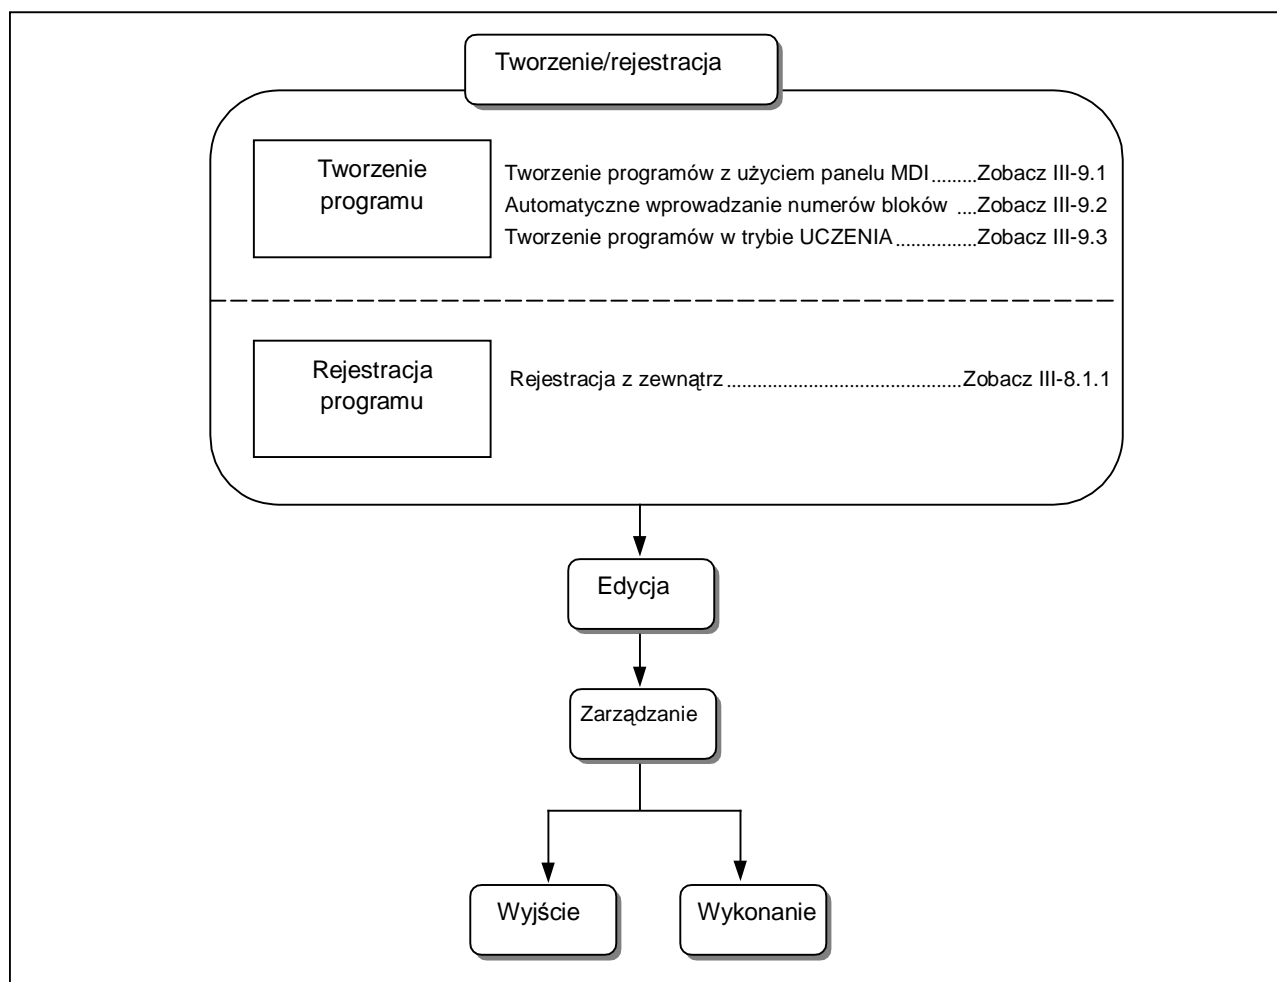 Tworzenie/rejestracja
Tworzenie
programu
Tworzenie programów z użyciem panelu MDI.........Zobacz III-9.1
Automatyczne wprowadzanie numerów bloków ....Zobacz III-9.2
Tworzenie programów w trybie UCZENIA................Zobacz III-9.3
Rejestracja
programu
Rejestracja z zewnątrz..............................................Zobacz III-8.1.1
Edycja
Zarządzanie
Wyjście
Wykonanie